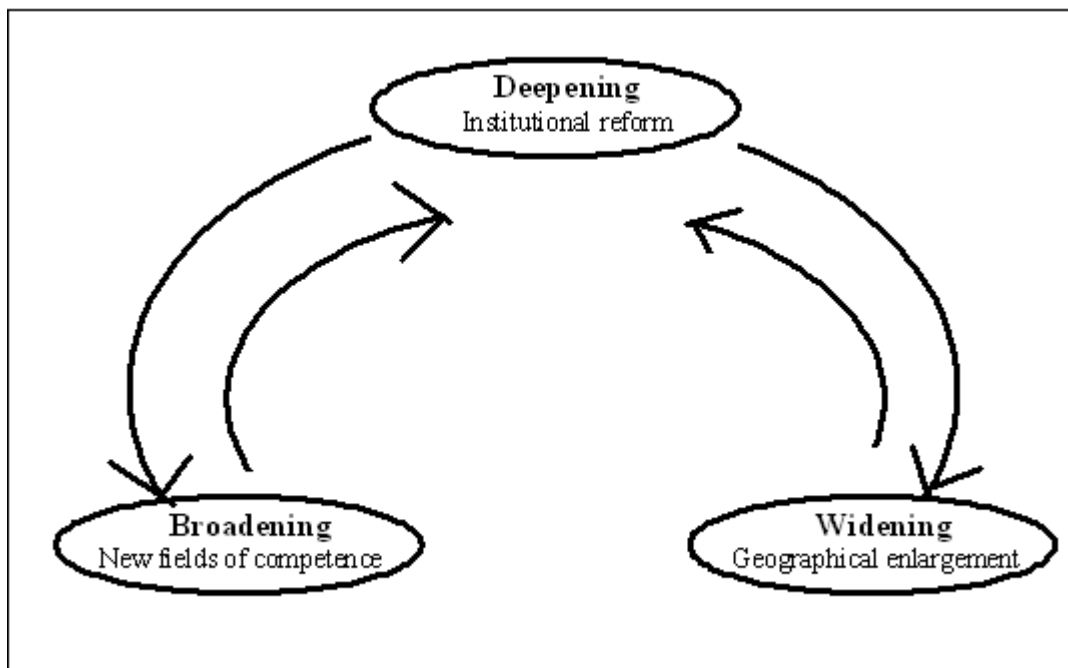 Deepening
Institutional reform
Broadening
New fields of competence
Widening
Geographical enlargement